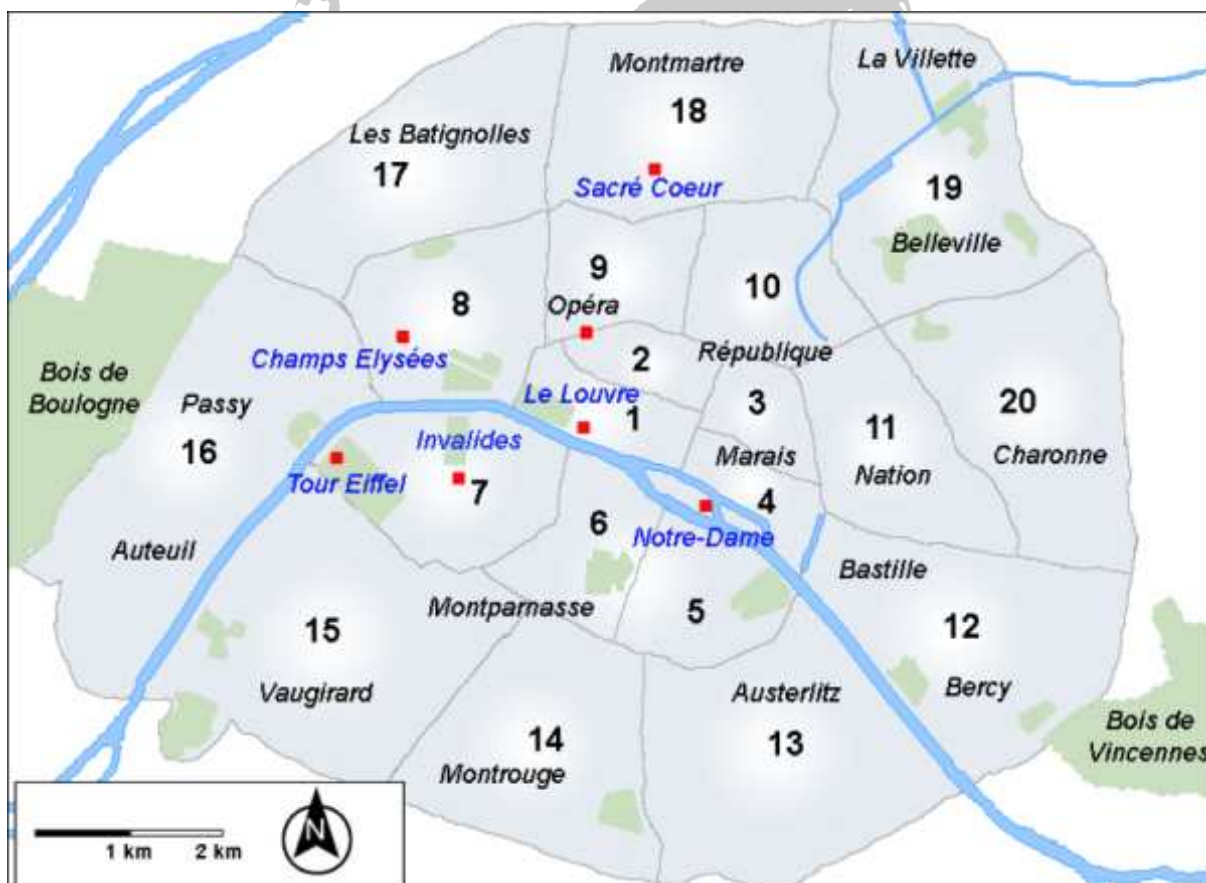 Montmartre
La Villette
18
Les Batignolles
17
Sacré Coeur
19
Belleville
9
10
8
Opéra
Champs Elysées
2
République
Bois de
Boulogne
Passy
Le Louvre
3
20
1
11
16
Invalides
Marais
Charonne
Nation
Tour Eiffel
7
4
6
Notre-Dame
Auteuil
Bastille
Montparnasse
5
15
12
Vaugirard
Austerlitz
Bercy
Bois de
Vincennes
14
13
Montrouge
N
1 km
2 km